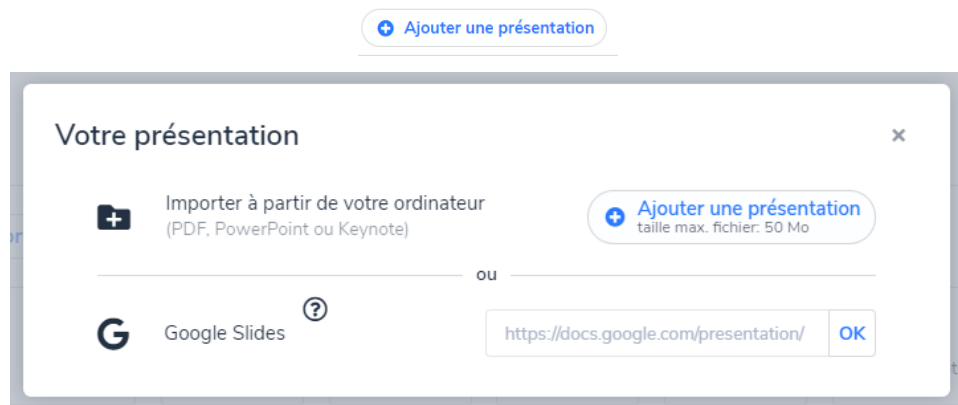 Ajouter une présentation
Votre présentation
×
Importer à partir de votre ordinateur
(PDF, PowerPoint ou Keynote)
Ajouter une présentation
taille max. fichier: 50 Mo
ou
G
Google Slides
?
https://docs.google.com/presentation/
OK